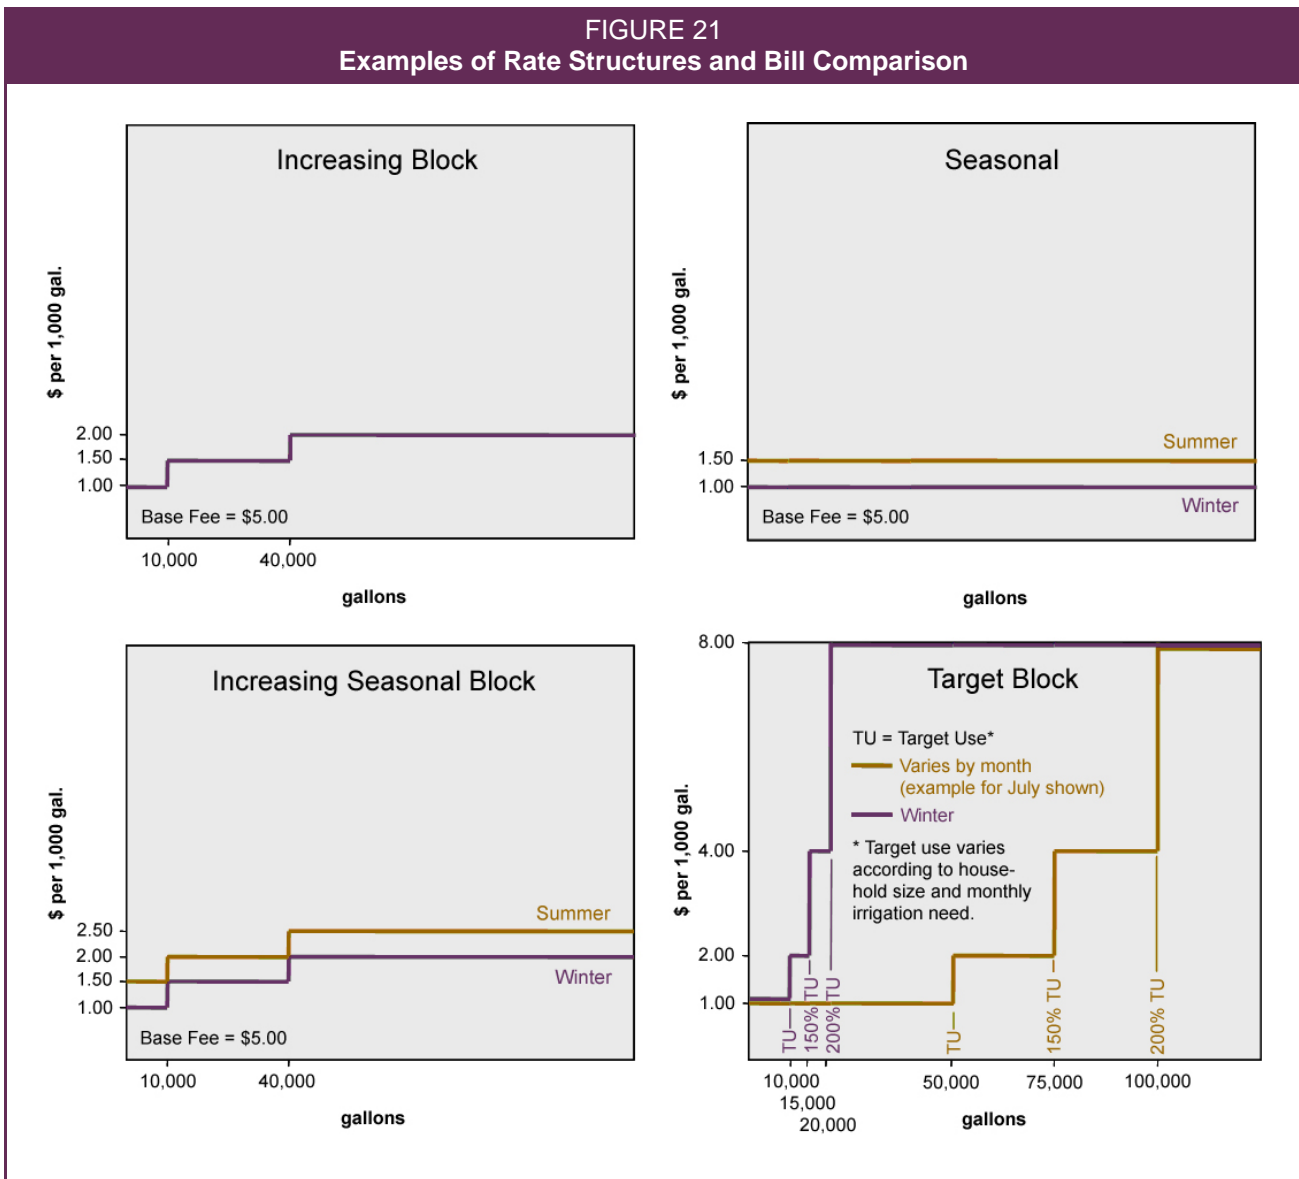 FIGURE 21
Examples of Rate Structures and Bill Comparison
Increasing Block
$ per 1,000 gal.
2.00
1.50
1.00
Base Fee = $5.00
10,000
40,000
gallons
Seasonal
$ per 1,000 gal.
Summer
1.50
1.00
Winter
Base Fee = $5.00
gallons
Increasing Seasonal Block
$ per 1,000 gal.
Summer
2.50
2.00
1.50
1.00
Winter
Base Fee = $5.00
10,000
40,000
gallons
8.00
Target Block
TU = Target Use*
Varies by month
(example for July shown)
Winter
* Target use varies
according to house-
hold size and monthly
irrigation need.
$ per 1,000 gal.
4.00
2.00
1.00
TU
150% TU
200% TU
TU
150% TU
200% TU
10,000
15,000
20,000
50,000
75,000
100,000
gallons